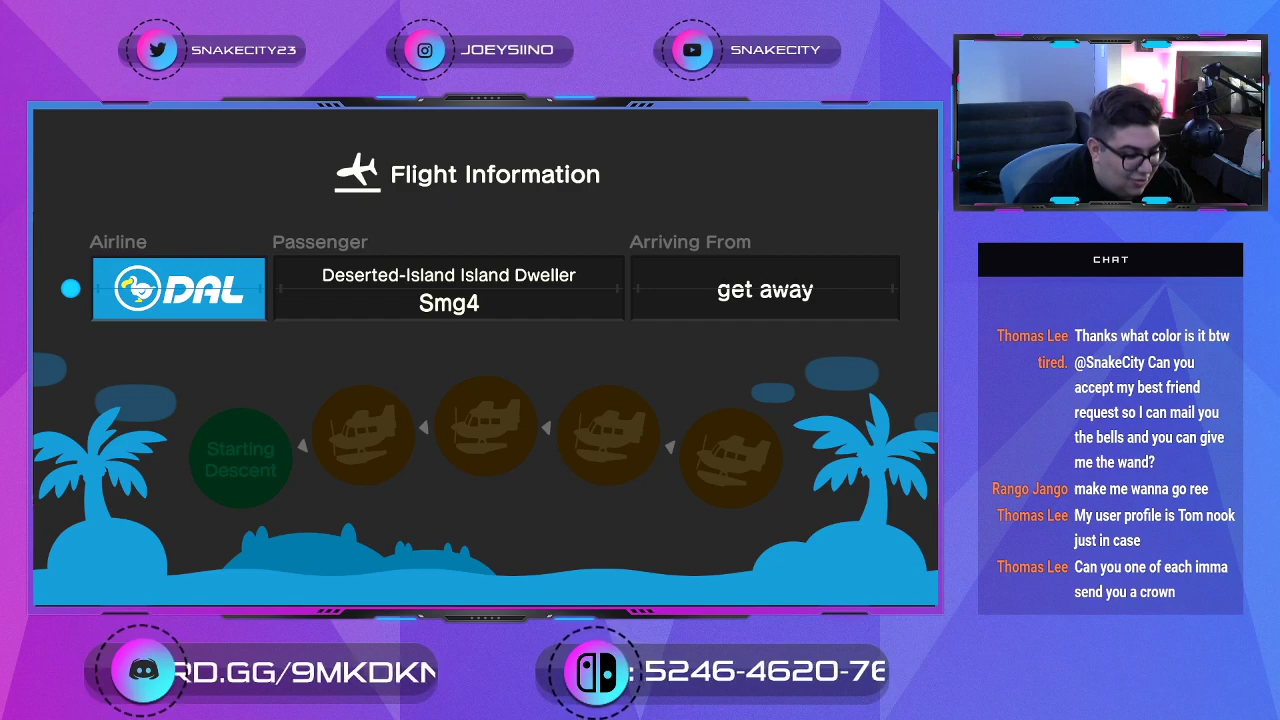 SNAKECITY23
JOEYSIINO
SNAKECITY
Flight Information
Airline
Passenger
Arriving From
DAL
Deserted-Island Island Dweller
Smg4
get away
Starting
Descent
CHAT
Thomas Lee Thanks what color is it btw
tired. @SnakeCity Can you
accept my best friend
request so I can mail you
the bells and you can give
me the wand?
Rango Jango make me wanna go ree
Thomas Lee My user profile is Tom nook
just in case
Thomas Lee Can you one of each imma
send you a crown
RD.GG/9MKDKN
: 5246-4620-76